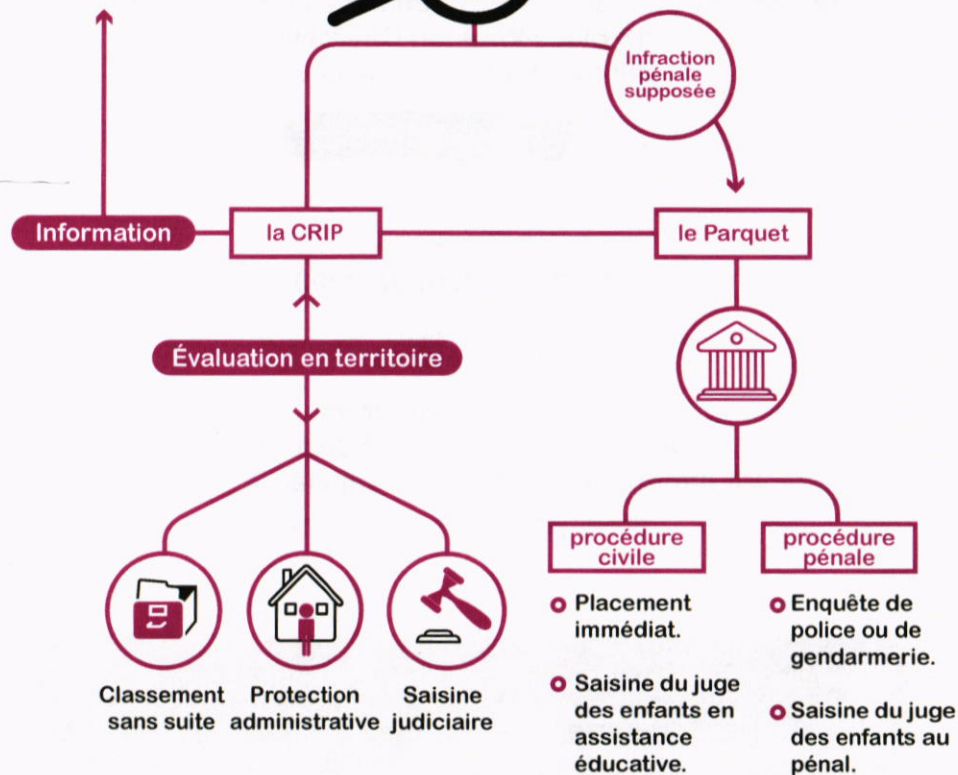 Infraction
pénale
supposée
Information
la CRIP
le Parquet
Évaluation en territoire
procédure
civile
procédure
pénale
Placement
immédiat.
Saisine du juge
des enfants en
assistance
éducative.
Enquête de
police ou de
gendarmerie.
Saisine du juge
des enfants au
pénal.
Classement
sans suite
Protection
administrative
Saisine
judiciaire